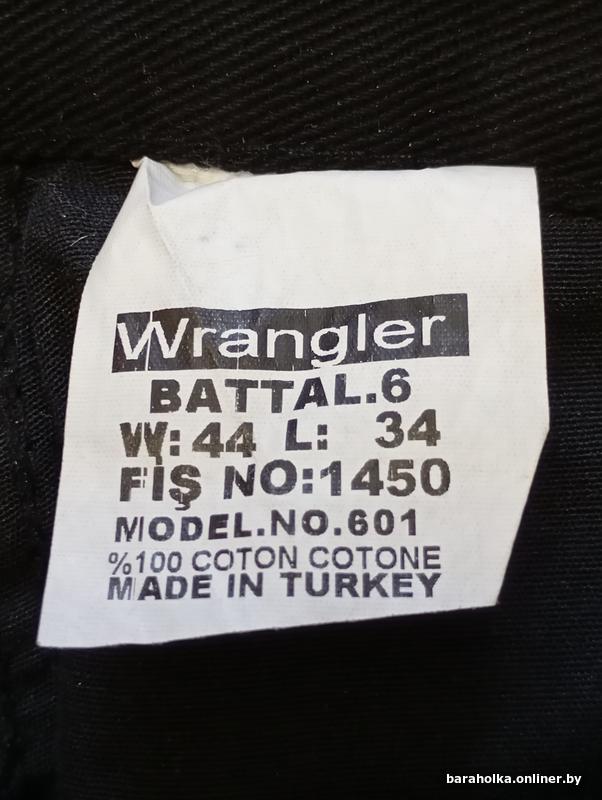 Wrangler
BATTAL.6
W: 44 L: 34
FİŞ NO:1450
MODEL.NO.601
%100 COTON COTONE
MADE IN TURKEY
baraholka.onliner.by